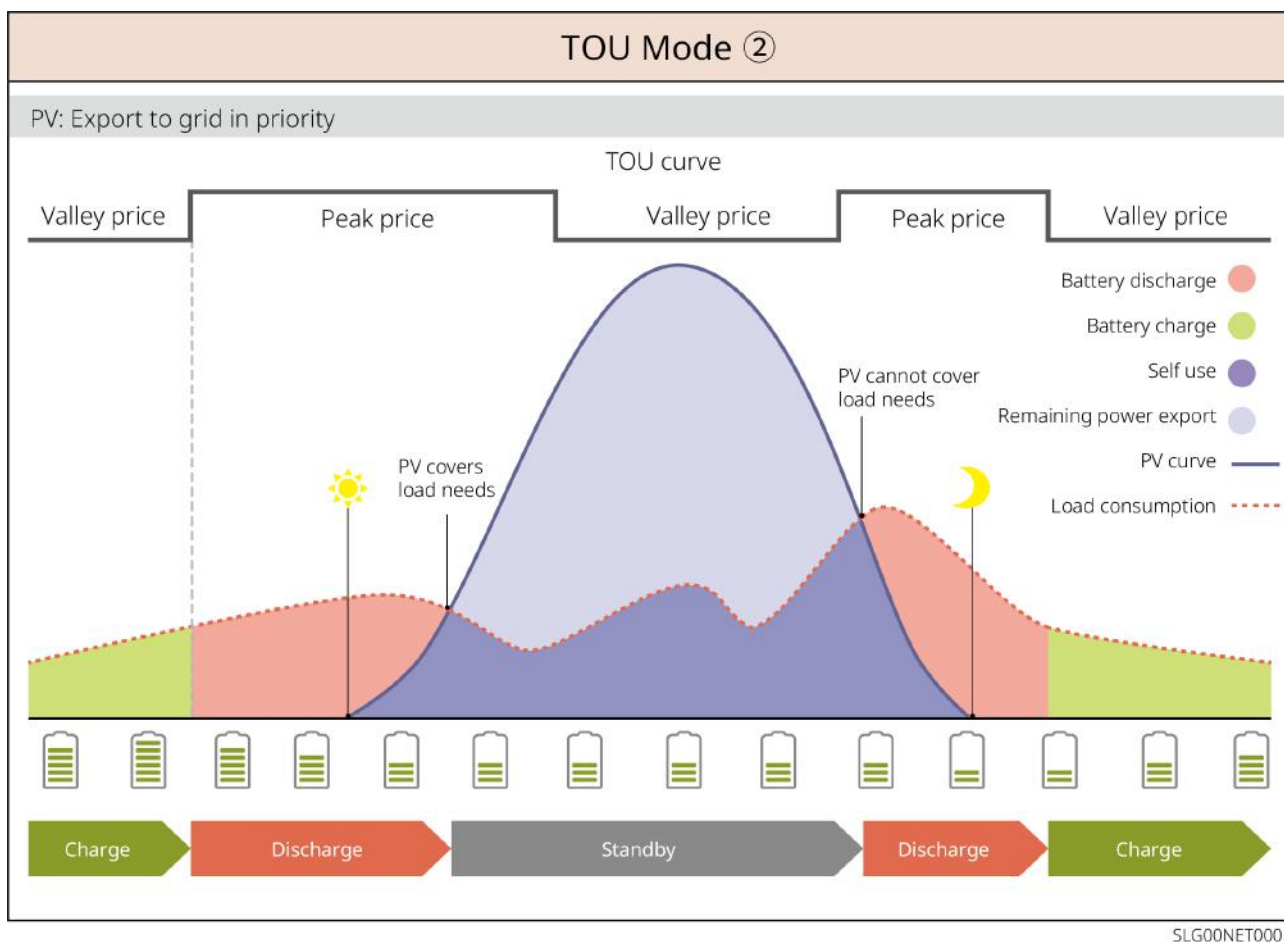 TOU Mode ②
PV: Export to grid in priority
TOU curve
Valley price
Peak price
Valley price
Peak price
Valley price
Battery discharge
Battery charge
Self use
Remaining power export
PV curve
Load consumption
PV cannot cover
load needs
PV covers
load needs
Charge
Discharge
Standby
Discharge
Charge
SLG00NET000